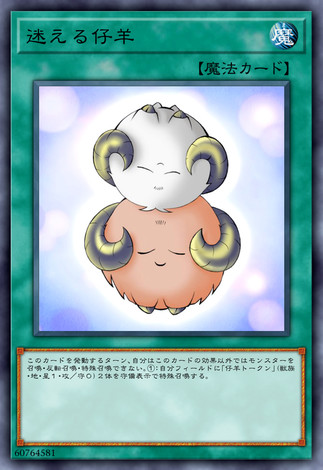 迷える仔羊
魔
【魔法カード】
このカードを発動するターン、自分はこのカードの効果以外ではモンスターを
召喚・反転召喚・特殊召喚できない。①:自分フィールドに「仔羊トークン」(獣族
・地・星1・攻/守0)2体を守備表示で特殊召喚する。
60764581